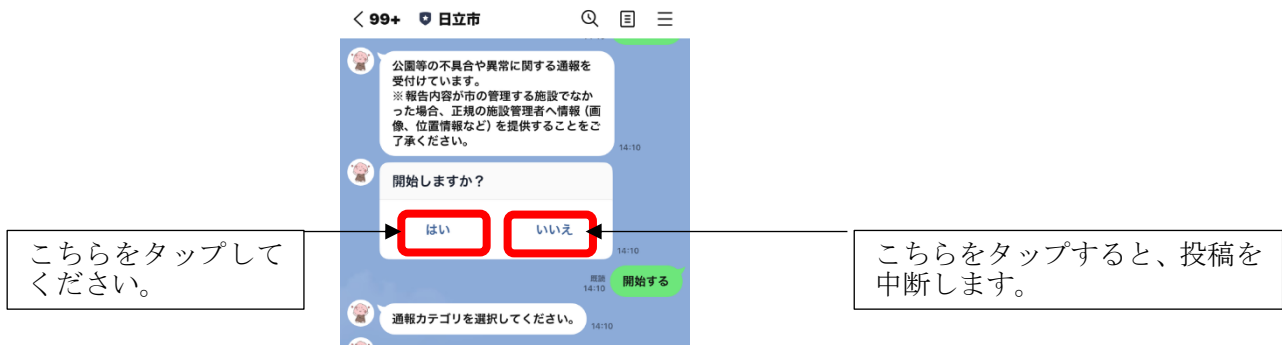 99+ 日立市
公園等の不具合や異常に関する通報を
受付けています。
※報告内容が市の管理する施設でなか
った場合、正規の施設管理者へ情報（画
像、位置情報など）を提供することをご
了承ください。
14:10
開始しますか？
はい
いいえ
14:10
こちらをタップして
ください。
こちらをタップすると、投稿を
中断します。
既読
14:10
開始する
通報カテゴリを選択してください。
14:10